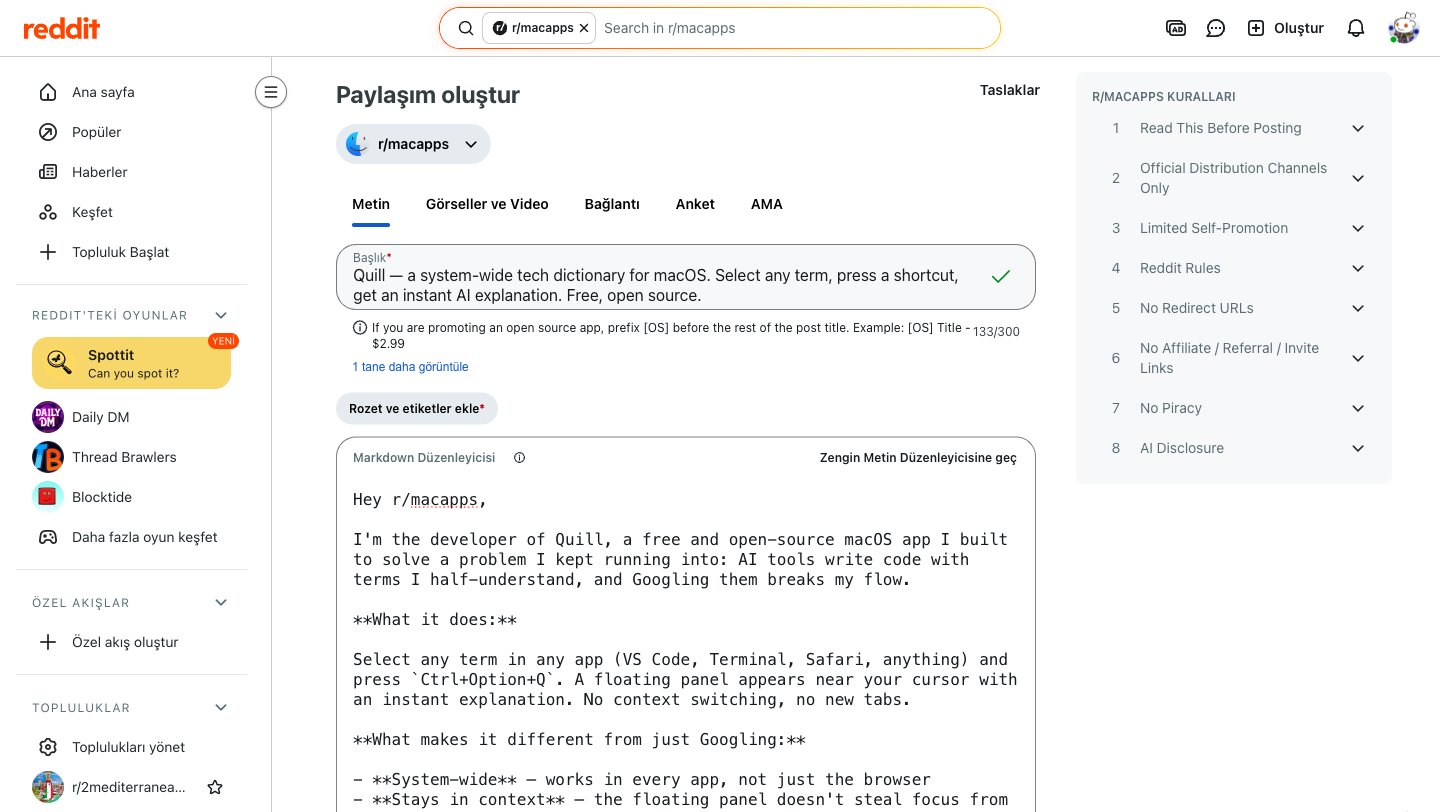 reddit
r/macapps
Search in r/macapps
AD
Oluştur
Ana sayfa
Popüler
Haberler
Keşfet
Topluluk Başlat
REDDIT'TEKİ OYUNLAR
YENİ
Spottit
Can you spot it?
DAILY DM
Daily DM
TB
Thread Brawlers
Blocktide
Daha fazla oyun keşfet
ÖZEL AKIŞLAR
Özel akış oluştur
TOPLULUKLAR
Toplulukları yönet
r/2mediterranea...
Paylaşım oluştur
Taslaklar
r/macapps
Metin
Görseller ve Video
Bağlantı
Anket
AMA
Başlık*
Quill — a system-wide tech dictionary for macOS. Select any term, press a shortcut,
get an instant AI explanation. Free, open source.
If you are promoting an open source app, prefix [OS] before the rest of the post title. Example: [OS] Title -
$2.99
133/300
1 tane daha görüntüle
Rozet ve etiketler ekle*
Markdown Düzenleyicisi
Zengin Metin Düzenleyicisine geç
Hey r/macapps,
I'm the developer of Quill, a free and open-source macOS app I built
to solve a problem I kept running into: AI tools write code with
terms I half-understand, and Googling them breaks my flow.
**What it does:**
Select any term in any app (VS Code, Terminal, Safari, anything) and
press `Ctrl+Option+Q`. A floating panel appears near your cursor with
an instant explanation. No context switching, no new tabs.
**What makes it different from just Googling:**
- **System-wide** — works in every app, not just the browser
- **Stays in context** — the floating panel doesn't steal focus from
R/MACAPPS KURALLARI
1 Read This Before Posting
2 Official Distribution Channels
Only
3 Limited Self-Promotion
4 Reddit Rules
5 No Redirect URLs
6 No Affiliate / Referral / Invite
Links
7 No Piracy
8 AI Disclosure